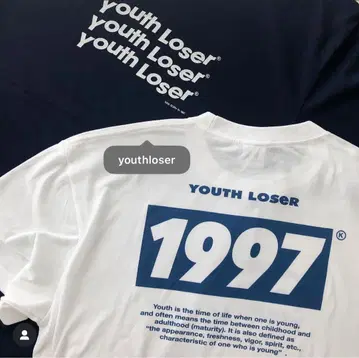 Youth Loser®
Youth Loser®
Youth Loser®
youthloser
YOUTH LOSeR
1997®
Youth is the time of life when one is young,
and often means the time between childhood and
adulthood (maturity). It is also defined as
"the appearance, freshness, vigor, spirit, etc.,
characteristic of one who is young"